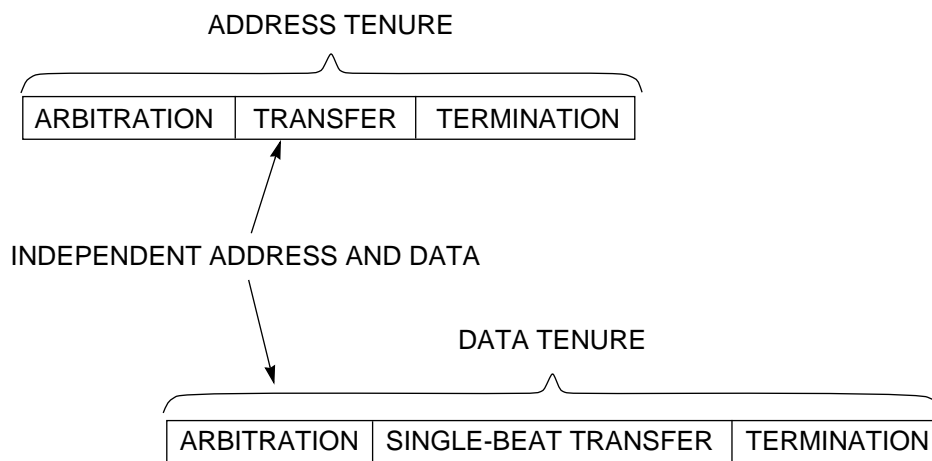 ADDRESS TENURE
ARBITRATION TRANSFER TERMINATION
INDEPENDENT ADDRESS AND DATA
DATA TENURE
ARBITRATION SINGLE-BEAT TRANSFER TERMINATION